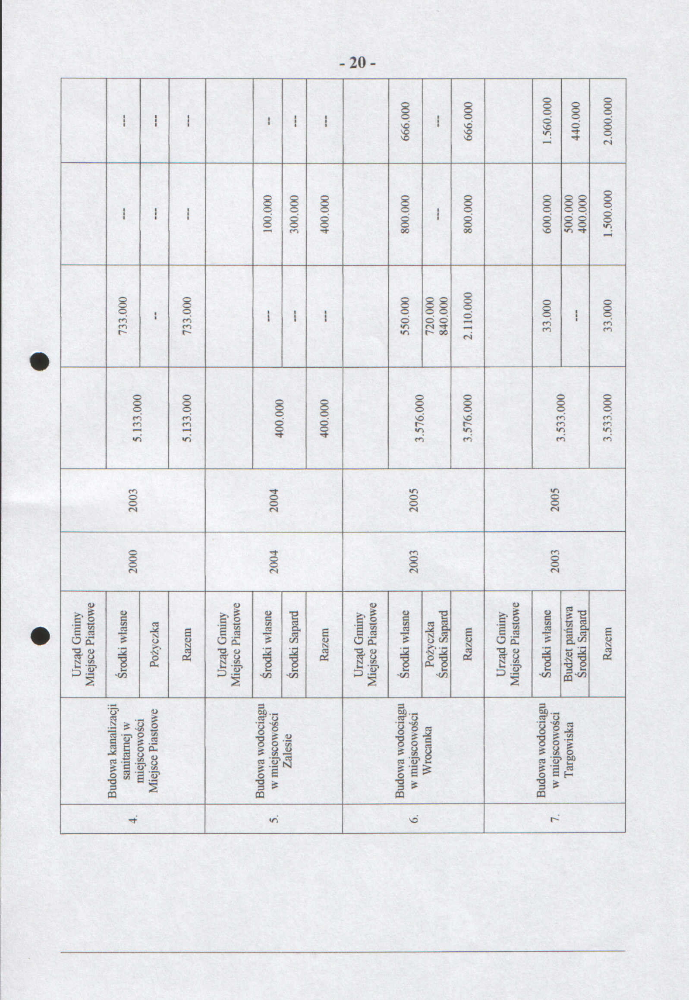 - 20 -
4.
Budowa kanalizacji
sanitarnej w
miejscowości
Miejsce Piastowe
Urząd Gminy
Miejsce Piastowe
2000
2003
Środki własne
5.133.000
733.000
---
---
Pożyczka
--
---
---
Razem
5.133.000
733.000
---
---
5.
Budowa wodociągu
w miejscowości
Zalesie
Urząd Gminy
Miejsce Piastowe
2004
2004
Środki własne
400.000
---
100.000
--
Środki Sapard
---
300.000
---
Razem
400.000
---
400.000
---
6.
Budowa wodociągu
w miejscowości
Wrocanka
Urząd Gminy
Miejsce Piastowe
2003
2005
Środki własne
3.576.000
550.000
800.000
666.000
Pożyczka
Środki Sapard
720.000
840.000
---
---
Razem
3.576.000
2.110.000
800.000
666.000
7.
Budowa wodociągu
w miejscowości
Targowiska
Urząd Gminy
Miejsce Piastowe
2003
2005
Środki własne
3.533.000
33.000
600.000
1.560.000
Budżet państwa
Środki Sapard
---
500.000
400.000
440.000
Razem
3.533.000
33.000
1.500.000
2.000.000